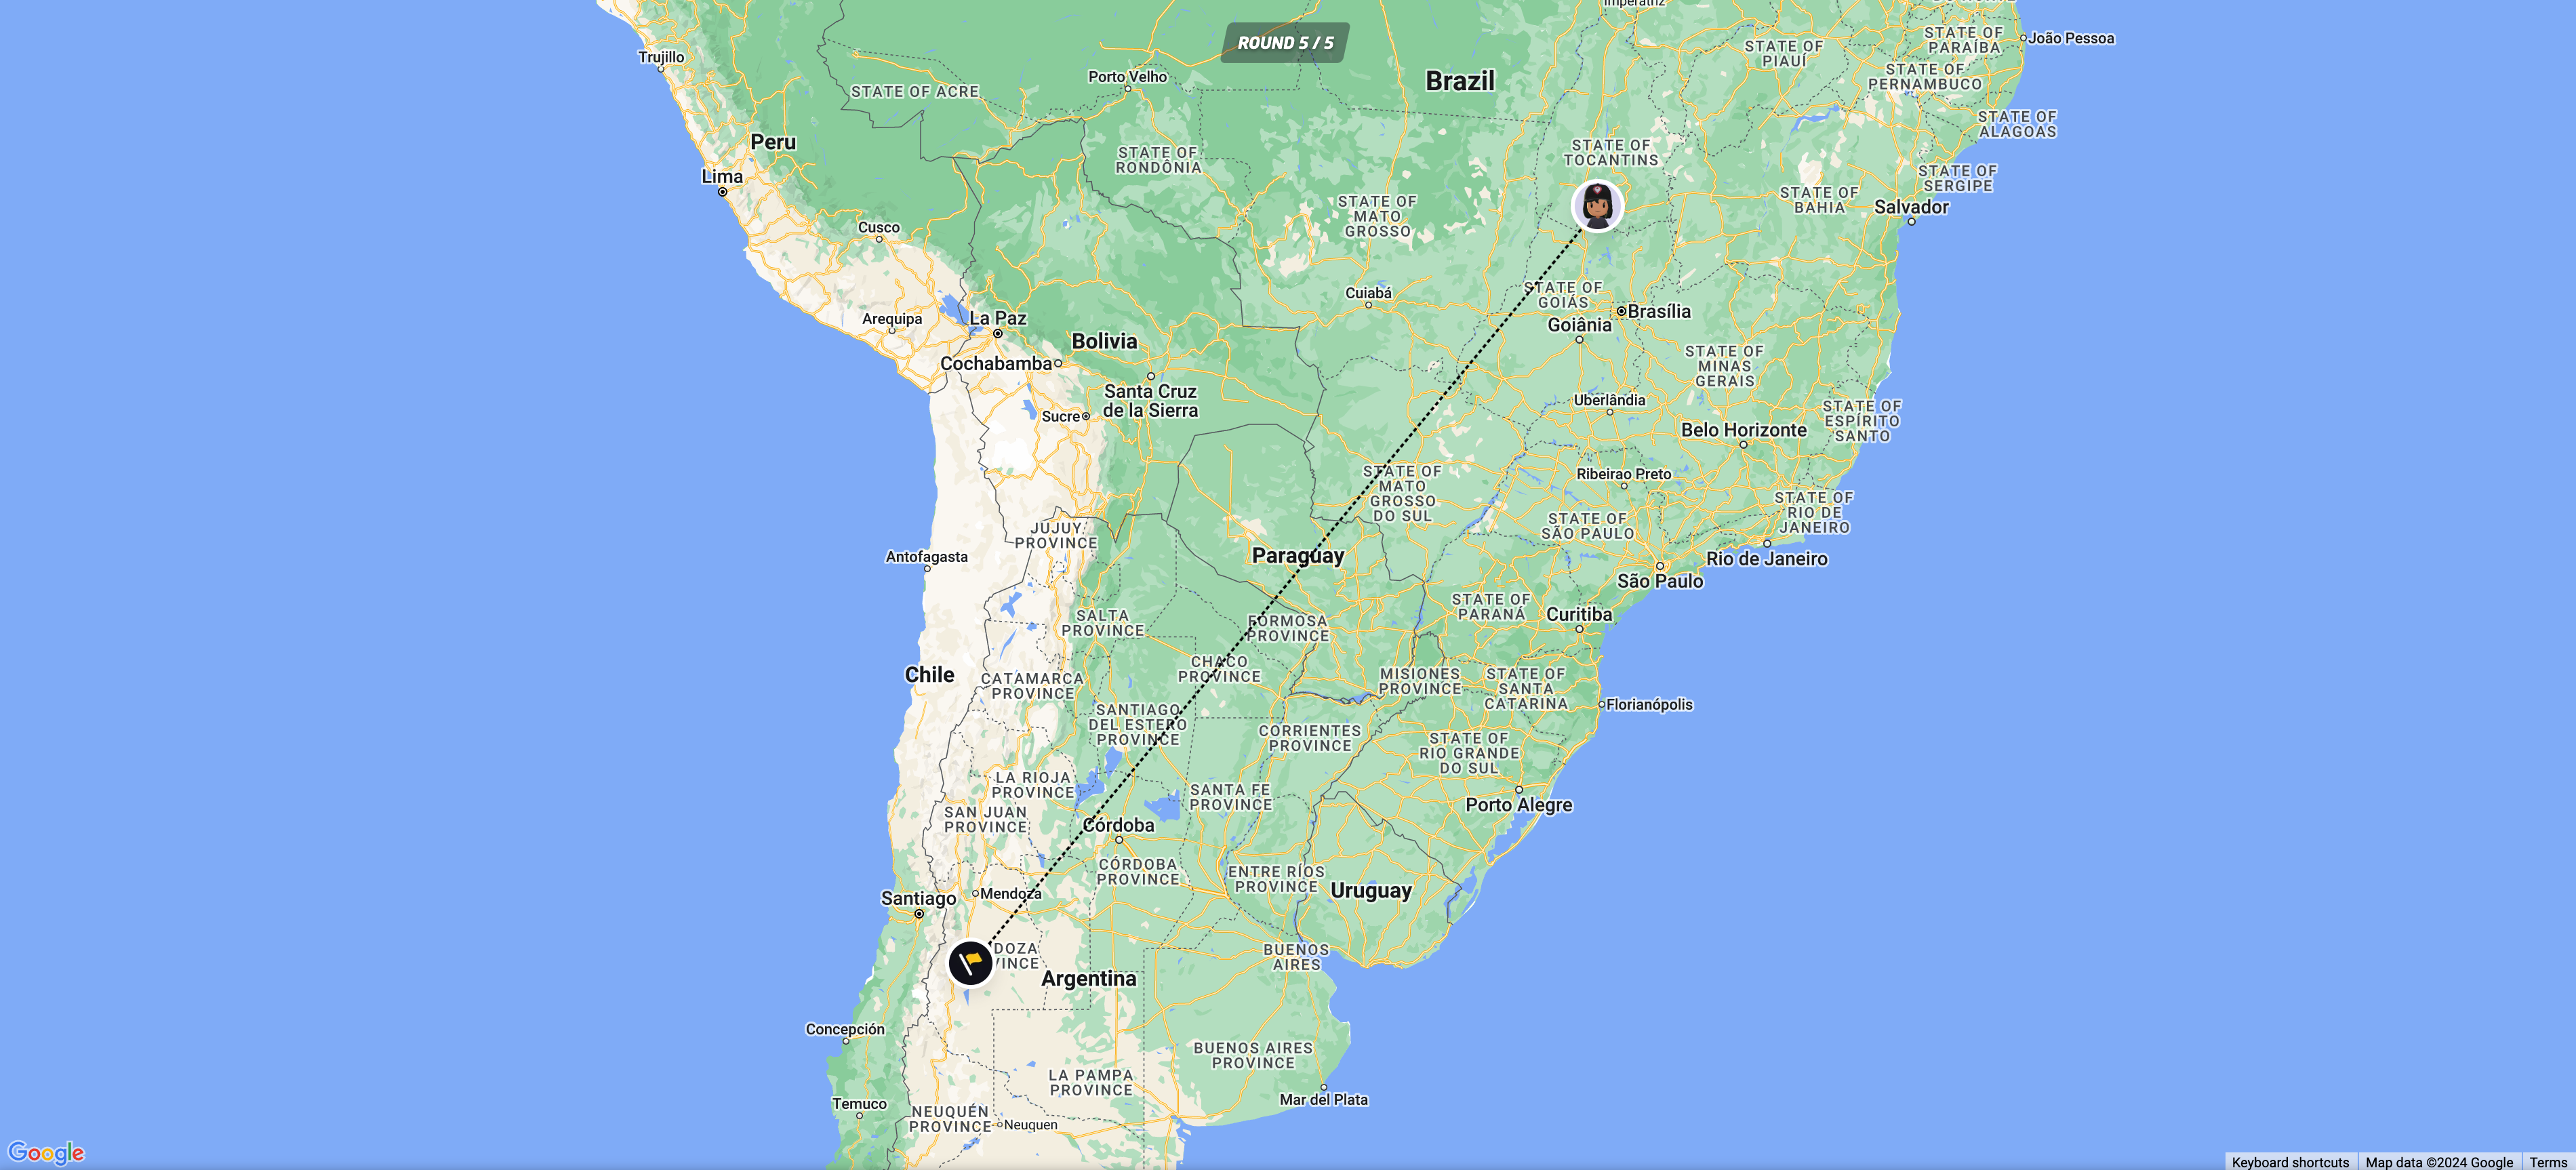 ROUND 5 / 5
Imperatriz
João Pessoa
STATE OF
PARAÍBA
STATE OF
PIAUÍ
Trujillo
Porto Velho
Brazil
STATE OF
PERNAMBUCO
STATE OF ACRE
STATE OF
ALAGOAS
Peru
STATE OF
RONDÔNIA
STATE OF
TOCANTINS
Lima
STATE OF
SERGIPE
STATE OF
BAHIA
STATE OF
MATO
GROSSO
Salvador
Cusco
Cuiabá
STATE OF
GOIÁS
Brasília
Arequipa
La Paz
Goiânia
Bolivia
Cochabamba
STATE OF
MINAS
GERAIS
Santa Cruz
de la Sierra
Sucre
Uberlândia
STATE OF
ESPÍRITO
SANTO
Belo Horizonte
STATE OF
MATO
GROSSO
DO SUL
Ribeirao Preto
STATE OF
RIO DE
JANEIRO
STATE OF
SÃO PAULO
JUJUY
PROVINCE
Antofagasta
Paraguay
Rio de Janeiro
São Paulo
STATE OF
PARANÁ
Curitiba
SALTA
PROVINCE
FORMOSA
PROVINCE
Chile
CATAMARCA
PROVINCE
CHACO
PROVINCE
MISIONES
PROVINCE
STATE OF
SANTA
CATARINA
Florianópolis
SANTIAGO
DEL ESTERO
PROVINCE
CORRIENTES
PROVINCE
STATE OF
RIO GRANDE
DO SUL
LA RIOJA
PROVINCE
SANTA FE
PROVINCE
Porto Alegre
SAN JUAN
PROVINCE
Córdoba
CÓRDOBA
PROVINCE
ENTRE RÍOS
PROVINCE
Uruguay
Mendoza
Santiago
DOZA
VINCE
BUENOS
AIRES
Argentina
Concepción
BUENOS AIRES
PROVINCE
LA PAMPA
PROVINCE
Mar del Plata
Temuco
NEUQUÉN
PROVINCE
Neuquen
Google
Keyboard shortcuts
Map data ©2024 Google
Terms